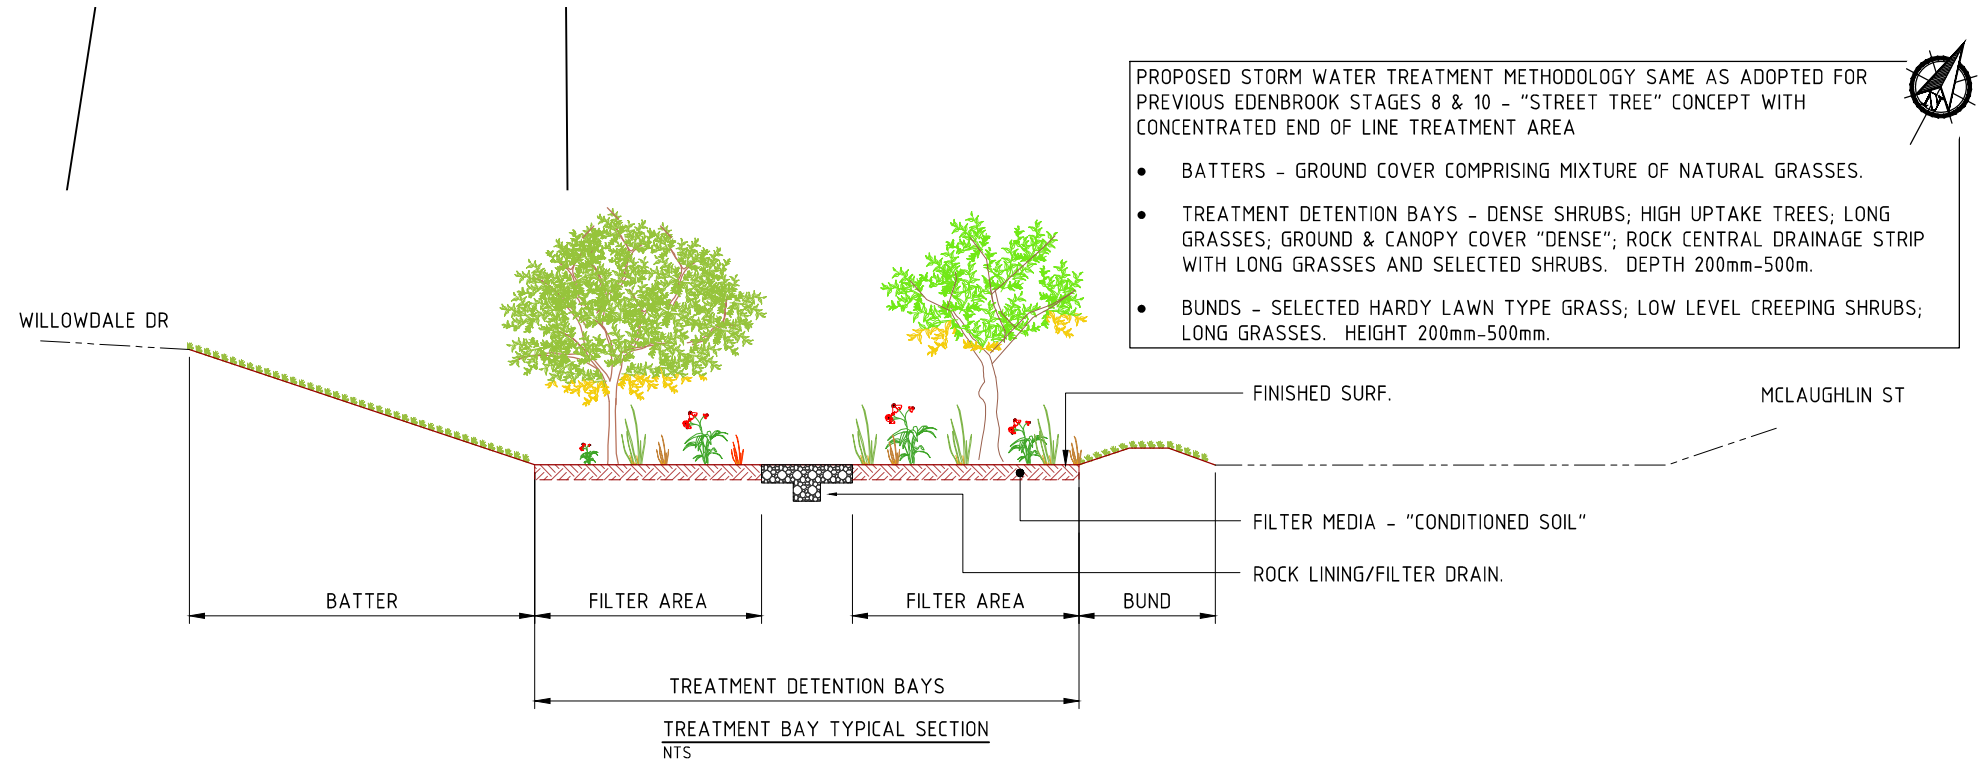 PROPOSED STORM WATER TREATMENT METHODOLOGY SAME AS ADOPTED FOR
PREVIOUS EDENBROOK STAGES 8 & 10 - "STREET TREE" CONCEPT WITH
CONCENTRATED END OF LINE TREATMENT AREA
• BATTERS - GROUND COVER COMPRISING MIXTURE OF NATURAL GRASSES.
• TREATMENT DETENTION BAYS - DENSE SHRUBS; HIGH UPTAKE TREES; LONG
GRASSES; GROUND & CANOPY COVER "DENSE"; ROCK CENTRAL DRAINAGE STRIP
WITH LONG GRASSES AND SELECTED SHRUBS. DEPTH 200mm-500m.
• BUNDS - SELECTED HARDY LAWN TYPE GRASS; LOW LEVEL CREEPING SHRUBS;
LONG GRASSES. HEIGHT 200mm-500mm.
WILLOWDALE DR
FINISHED SURF.
MCLAUGHLIN ST
FILTER MEDIA - "CONDITIONED SOIL"
ROCK LINING/FILTER DRAIN.
BATTER
FILTER AREA
FILTER AREA
BUND
TREATMENT DETENTION BAYS
TREATMENT BAY TYPICAL SECTION
NTS